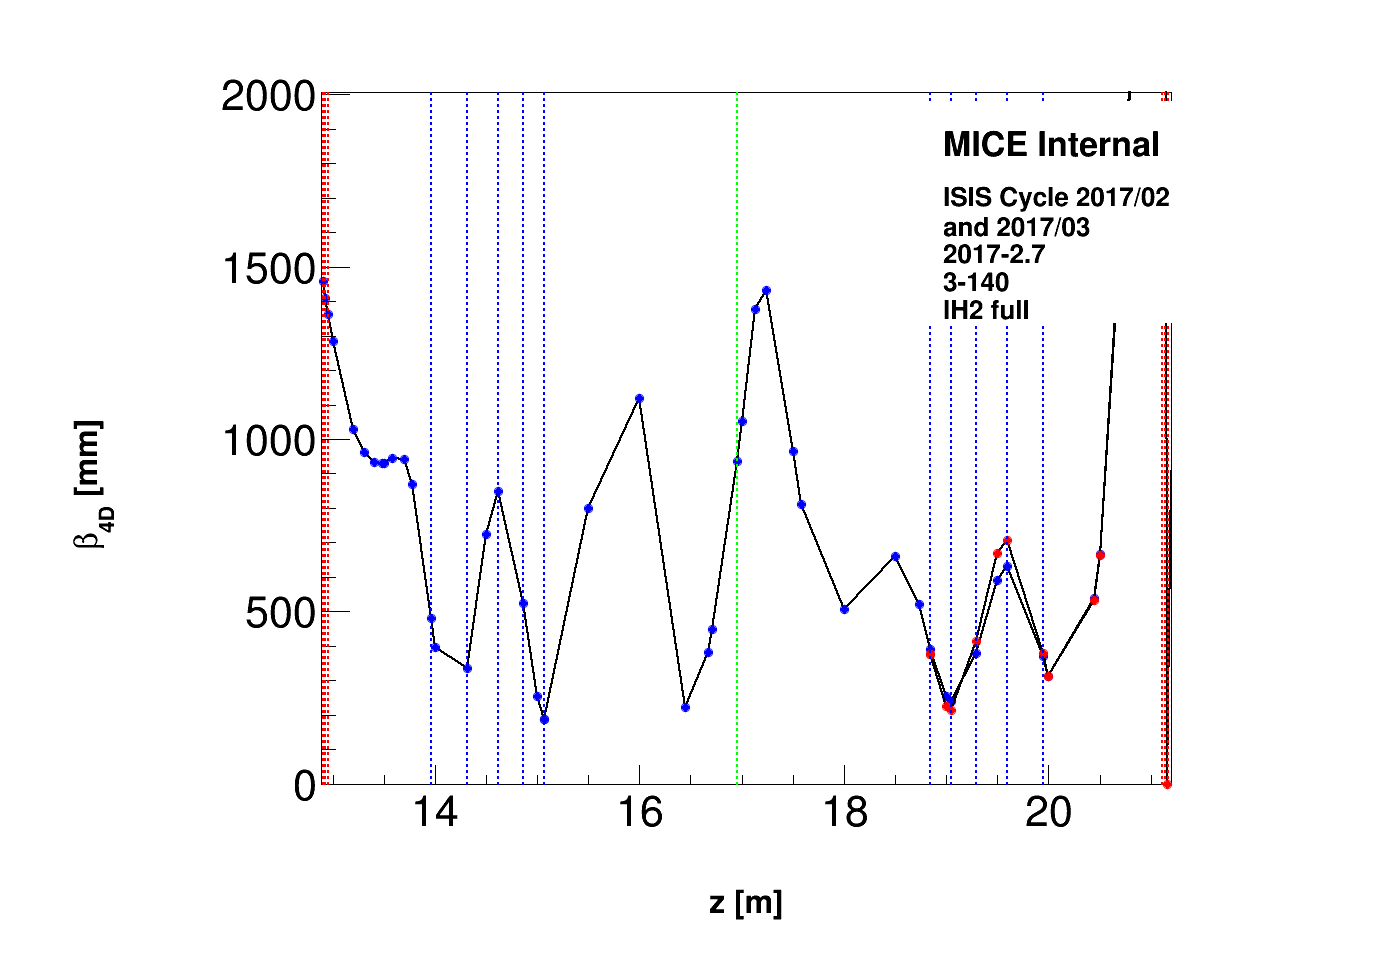 2000
1500
1000
500
0
14 16 18 20
β4D [mm]
z [m]
MICE Internal
ISIS Cycle 2017/02
and 2017/03
2017-2.7
3-140
lH2 full